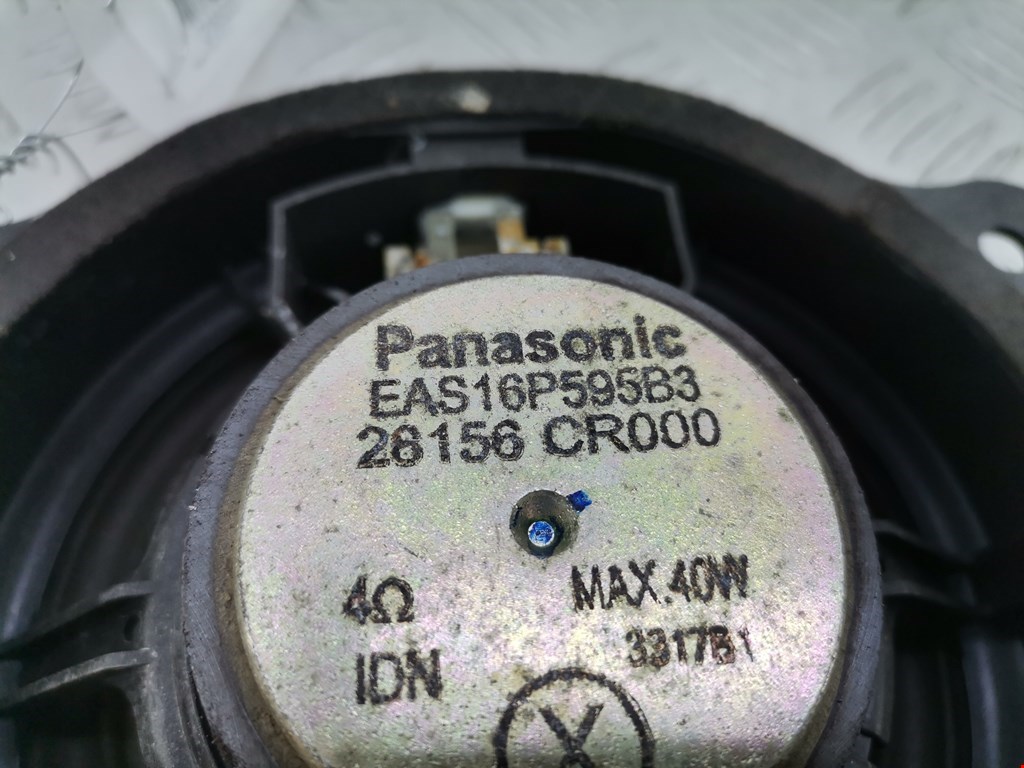 Panasonic
EAS16P595B3
28156 CR000
4Ω MAX.40W
3317B1
IDN
X